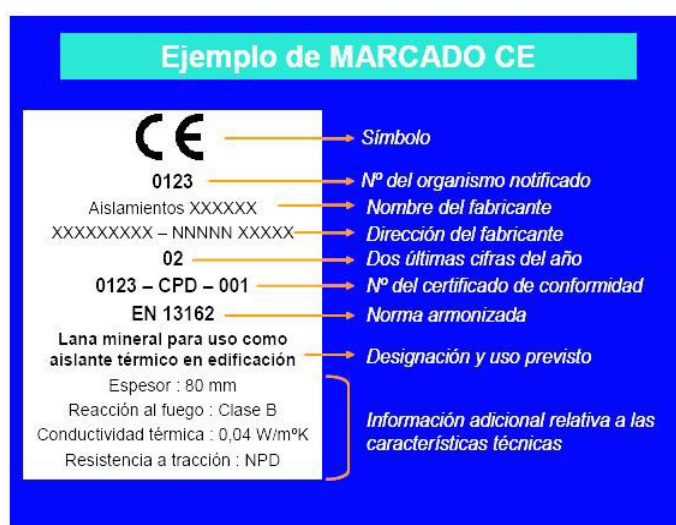 Ejemplo de MARCADO CE
CE
Símbolo
0123
Nº del organismo notificado
Aislamientos XXXXXX
Nombre del fabricante
XXXXXXXXX – NNNNN XXXXX
Dirección del fabricante
02
Dos últimas cifras del año
0123 – CPD – 001
Nº del certificado de conformidad
EN 13162
Norma armonizada
Lana mineral para uso como
aislante térmico en edificación
Designación y uso previsto
Espesor : 80 mm
Reacción al fuego : Clase B
Conductividad térmica : 0,04 W/mºK
Resistencia a tracción : NPD
Información adicional relativa a las
características técnicas